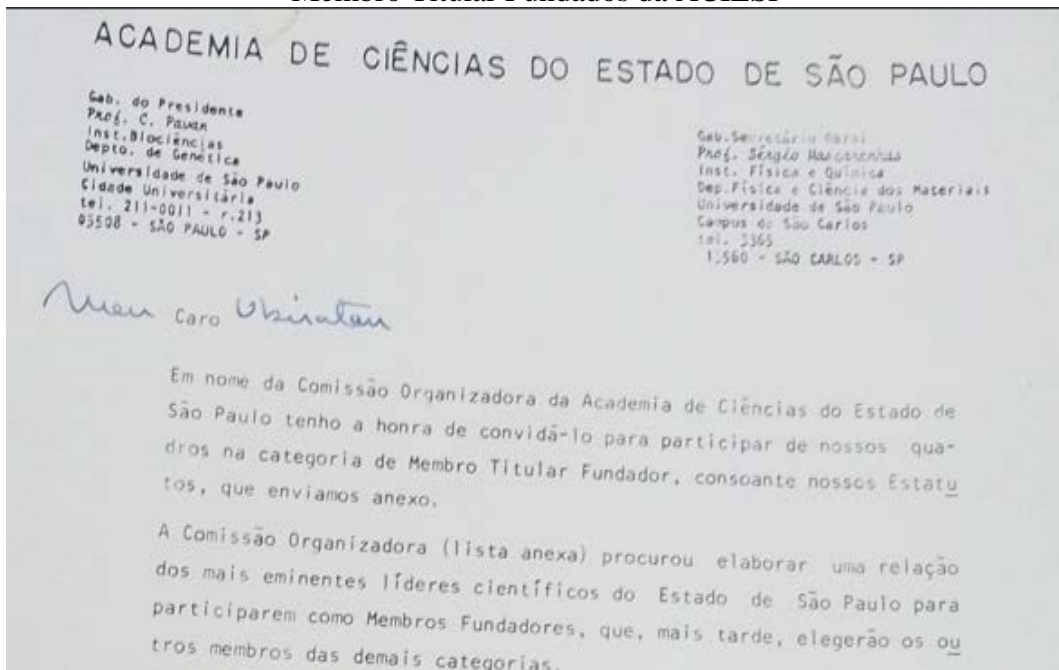 Membro Titular Fundados da ACIESP
ACADEMIA DE CIÊNCIAS DO ESTADO DE SÃO PAULO
Gab. do Presidente
Prof. C. Pavan
Inst.Biociências
Depto. de Genética
Universidade de São Paulo
Cidade Universitária
tel. 211-0011 - r.213
05508 - SÃO PAULO - SP
Gab.Secretário Geral
Prof. Sérgio Mascarenhas
Inst. Física e Química
Dep.Física e Ciência dos Materiais
Universidade de São Paulo
Campus de São Carlos
tel. 3365
13560 - SÃO CARLOS - SP
Meu Caro Ubiratan
Em nome da Comissão Organizadora da Academia de Ciências do Estado de
São Paulo tenho a honra de convidá-lo para participar de nossos qua-
dros na categoria de Membro Titular Fundador, consoante nossos Estatu
tos, que enviamos anexo.
A Comissão Organizadora (lista anexa) procurou elaborar uma relação
dos mais eminentes líderes científicos do Estado de São Paulo para
participarem como Membros Fundadores, que, mais tarde, elegerão os ou
tros membros das demais categorias.